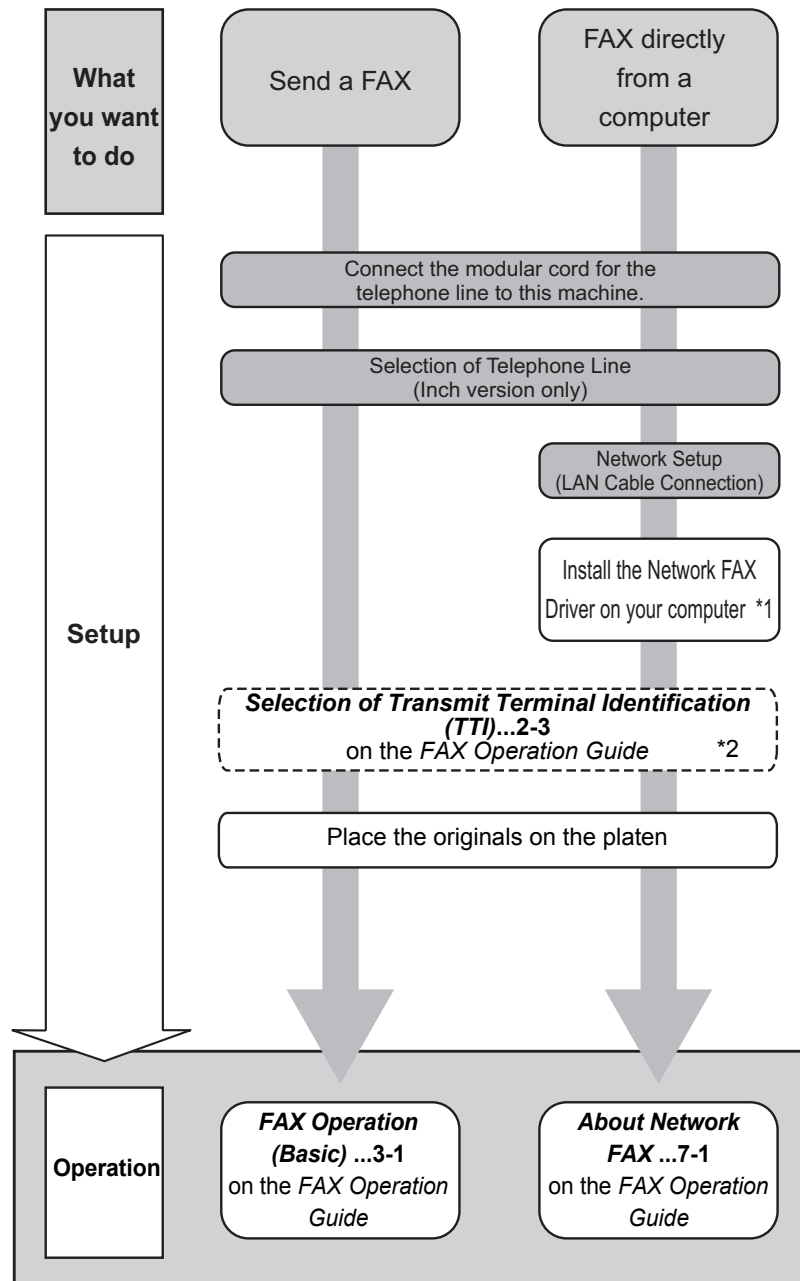 What
you want
to do
Send a FAX
FAX directly
from a
computer
Setup
Connect the modular cord for the
telephone line to this machine.
Selection of Telephone Line
(Inch version only)
Network Setup
(LAN Cable Connection)
Install the Network FAX
Driver on your computer *1
Selection of Transmit Terminal Identification
(TTI)...2-3
on the FAX Operation Guide *2
Place the originals on the platen
Operation
FAX Operation
(Basic) ...3-1
on the FAX Operation
Guide
About Network
FAX ...7-1
on the FAX Operation
Guide